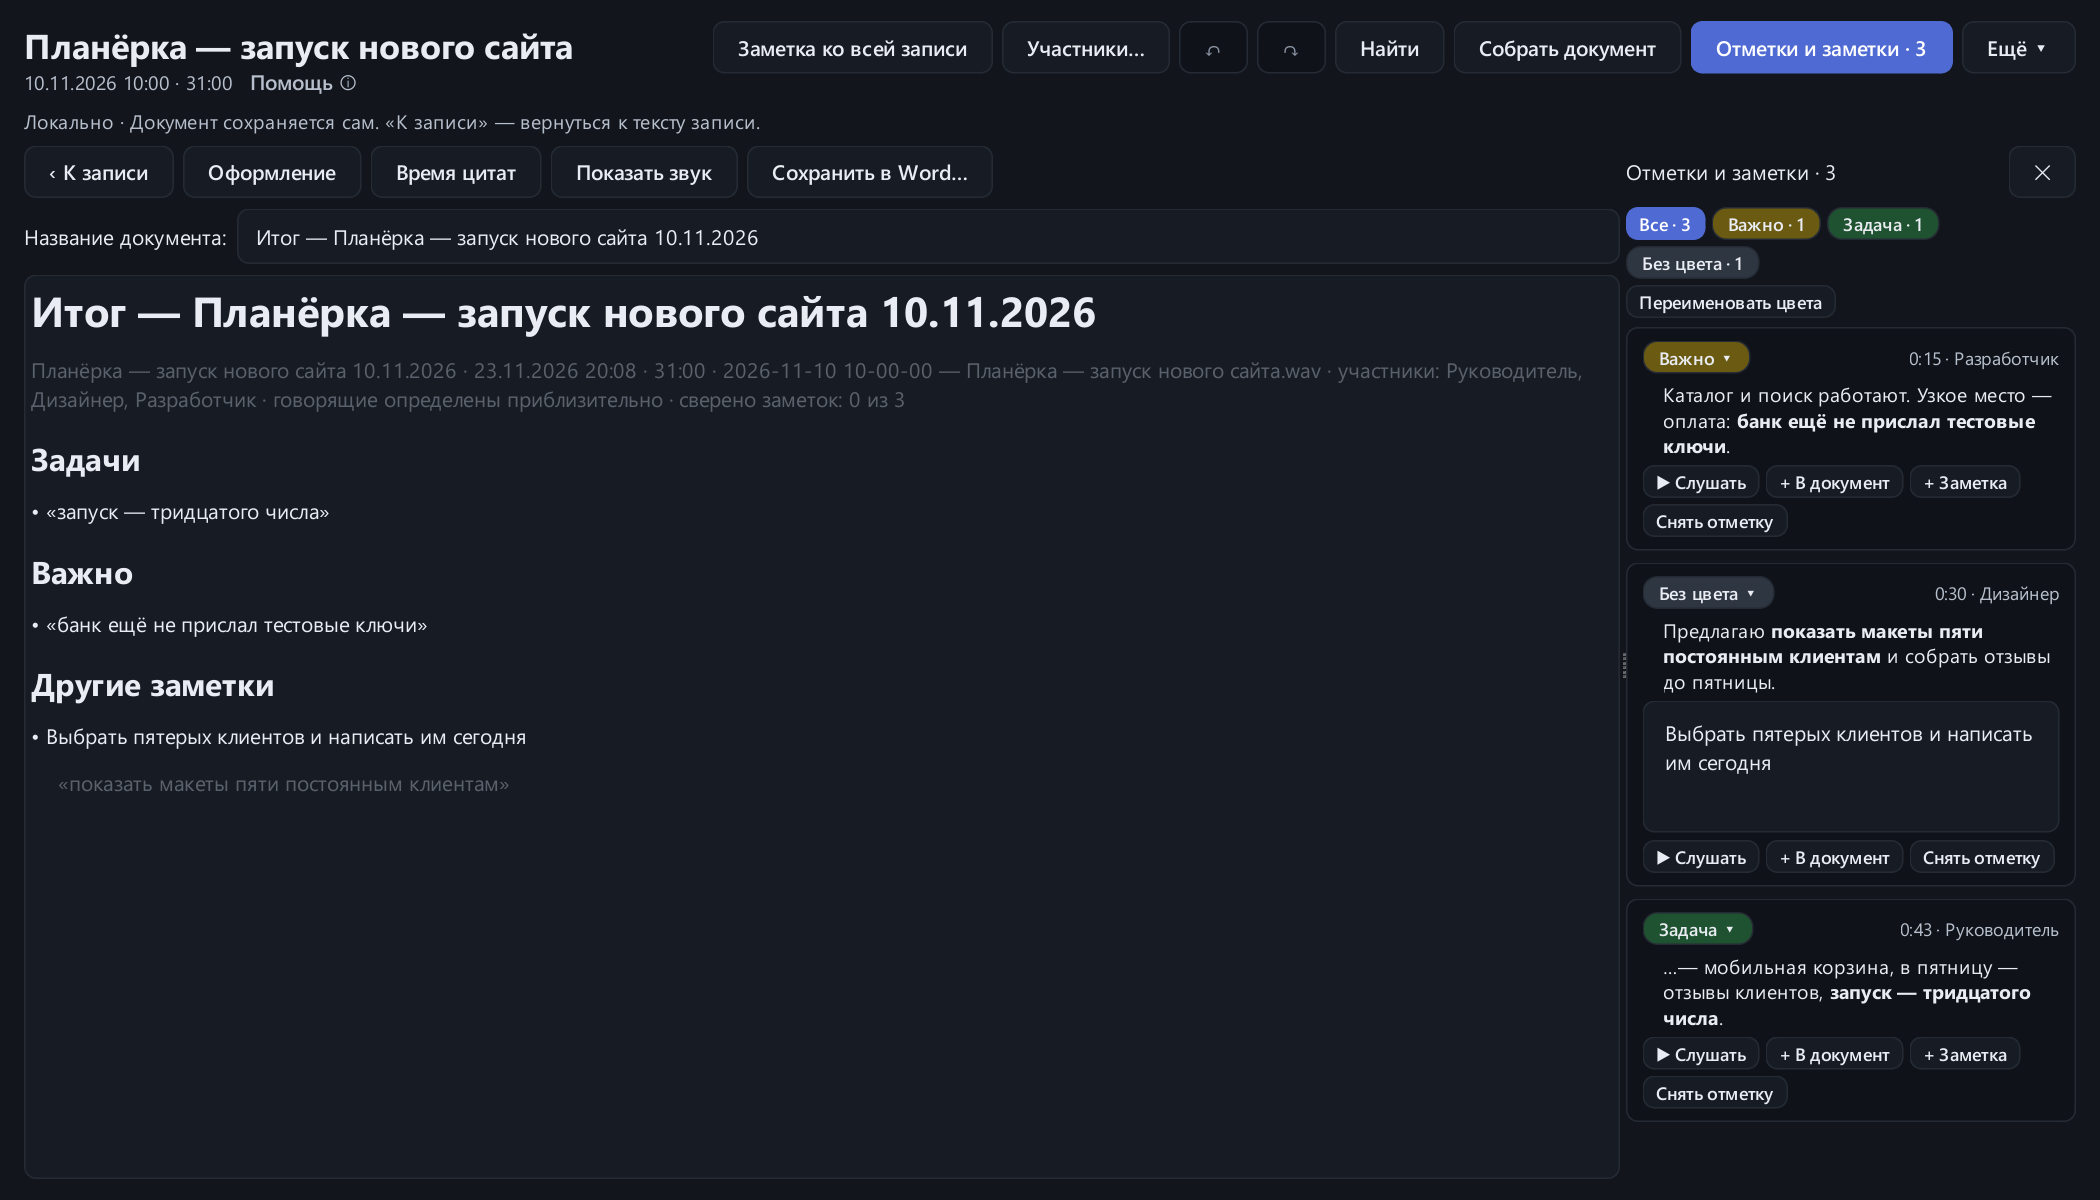 Планёрка — запуск нового сайта
10.11.2026 10:00 · 31:00 Помощь ⓘ
Заметка ко всей записи Участники… ↶ ↷ Найти Собрать документ Отметки и заметки · 3 Ещё ▾
Локально · Документ сохраняется сам. «К записи» — вернуться к тексту записи.
‹ К записи Оформление Время цитат Показать звук Сохранить в Word…
Название документа: Итог — Планёрка — запуск нового сайта 10.11.2026
Итог — Планёрка — запуск нового сайта 10.11.2026
Планёрка — запуск нового сайта 10.11.2026 · 23.11.2026 20:08 · 31:00 · 2026-11-10 10-00-00 — Планёрка — запуск нового сайта.wav · участники: Руководитель,
Дизайнер, Разработчик · говорящие определены приблизительно · сверено заметок: 0 из 3
Задачи
• «запуск — тридцатого числа»
Важно
• «банк ещё не прислал тестовые ключи»
Другие заметки
• Выбрать пятерых клиентов и написать им сегодня
«показать макеты пяти постоянным клиентам»
Отметки и заметки · 3 ✕
Все · 3 Важно · 1 Задача · 1
Без цвета · 1
Переименовать цвета
Важно ▾ 0:15 · Разработчик
Каталог и поиск работают. Узкое место —
оплата: банк ещё не прислал тестовые
ключи.
▶ Слушать + В документ + Заметка
Снять отметку
Без цвета ▾ 0:30 · Дизайнер
Предлагаю показать макеты пяти
постоянным клиентам и собрать отзывы
до пятницы.
Выбрать пятерых клиентов и написать
им сегодня
▶ Слушать + В документ Снять отметку
Задача ▾ 0:43 · Руководитель
…— мобильная корзина, в пятницу —
отзывы клиентов, запуск — тридцатого
числа.
▶ Слушать + В документ + Заметка
Снять отметку